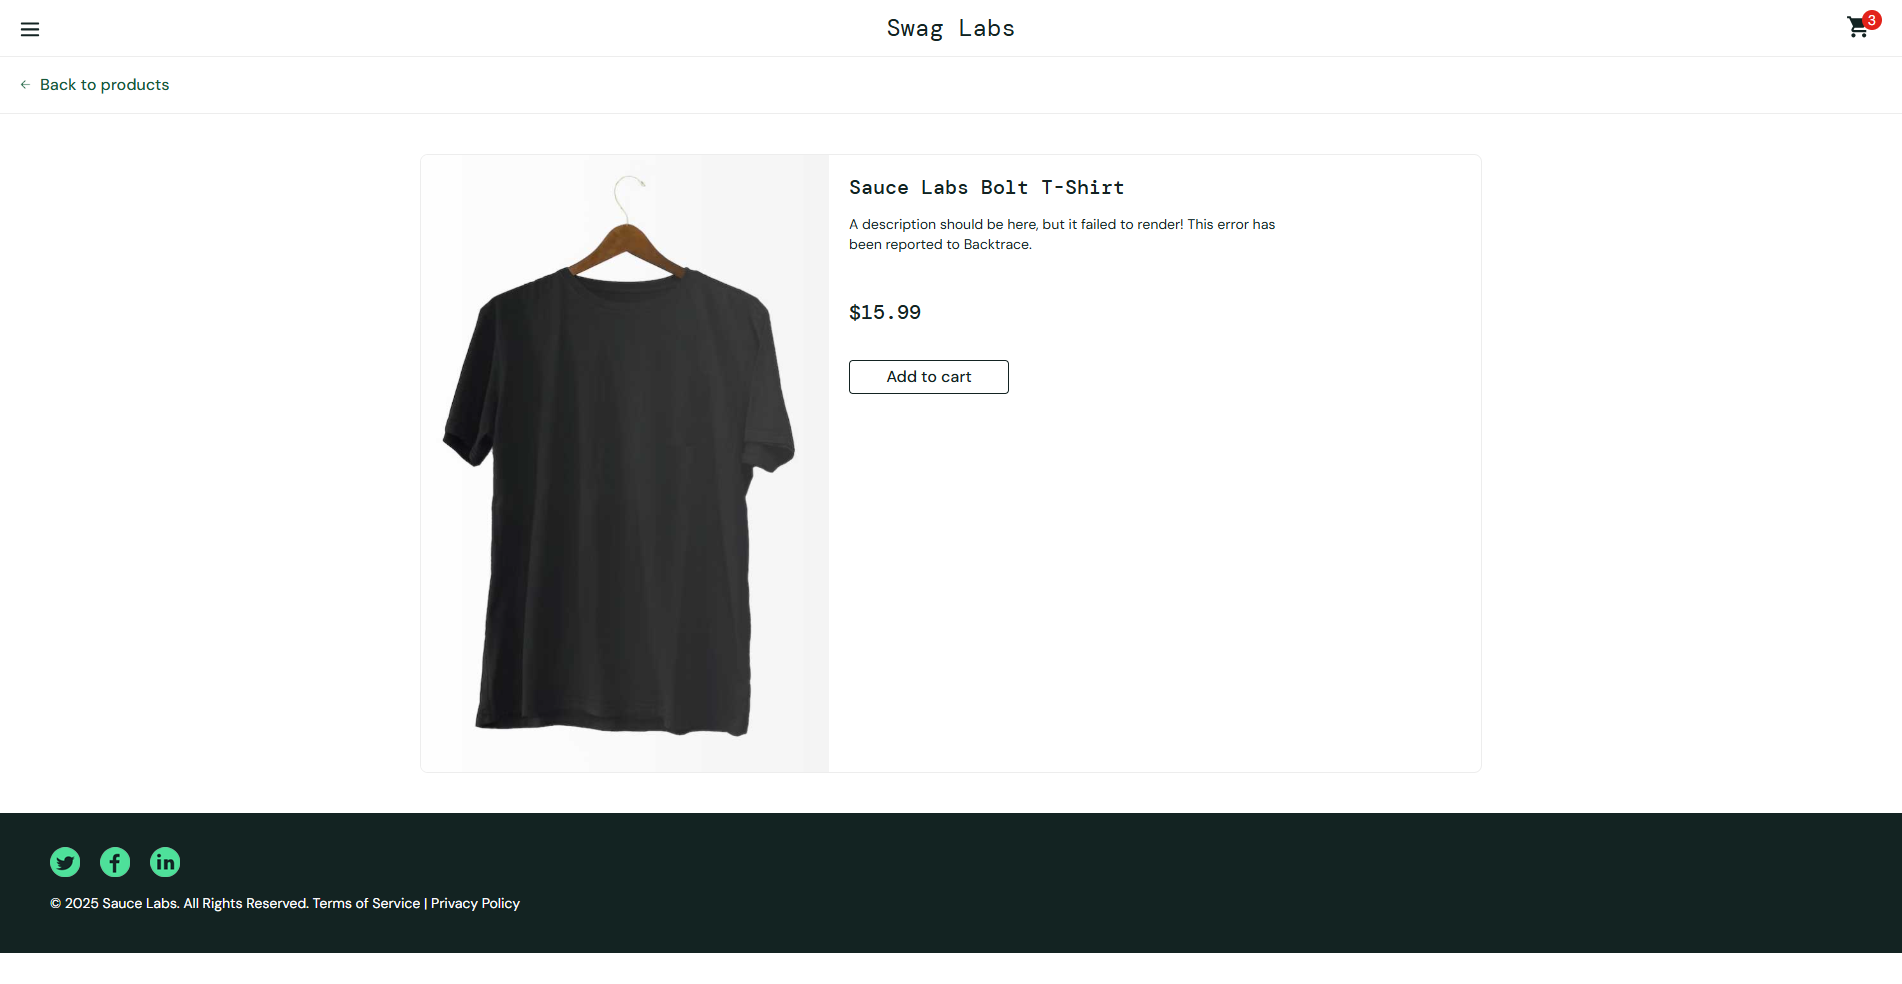 Swag Labs
3
Back to products
Sauce Labs Bolt T-Shirt
A description should be here, but it failed to render! This error has
been reported to Backtrace.
$15.99
Add to cart
© 2025 Sauce Labs. All Rights Reserved. Terms of Service | Privacy Policy